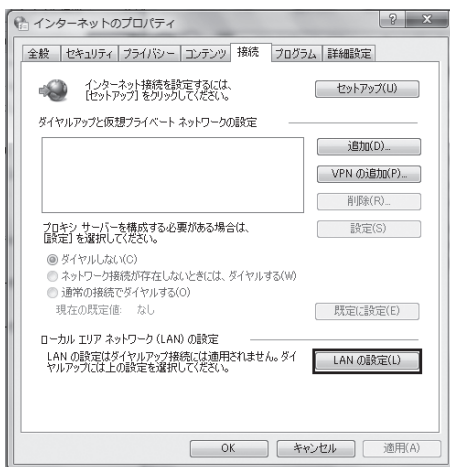 インターネットのプロパティ
全般 セキュリティ プライバシー コンテンツ 接続 プログラム 詳細設定
インターネット接続を設定するには、
[セットアップ] をクリックしてください。
セットアップ(U)
ダイヤルアップと仮想プライベート ネットワークの設定
追加(D)...
VPN の追加(P)...
削除(R)...
プロキシ サーバーを構成する必要がある場合は、
[設定] を選択してください。
設定(S)
ダイヤルしない(C)
ネットワーク接続が存在しないときには、ダイヤルする(W)
通常の接続でダイヤルする(O)
現在の既定値: なし
既定に設定(E)
ローカル エリア ネットワーク (LAN) の設定
LAN の設定はダイヤルアップ接続には適用されません。ダイ
ヤルアップには上の設定を選択してください。
LAN の設定(L)
OK キャンセル 適用(A)